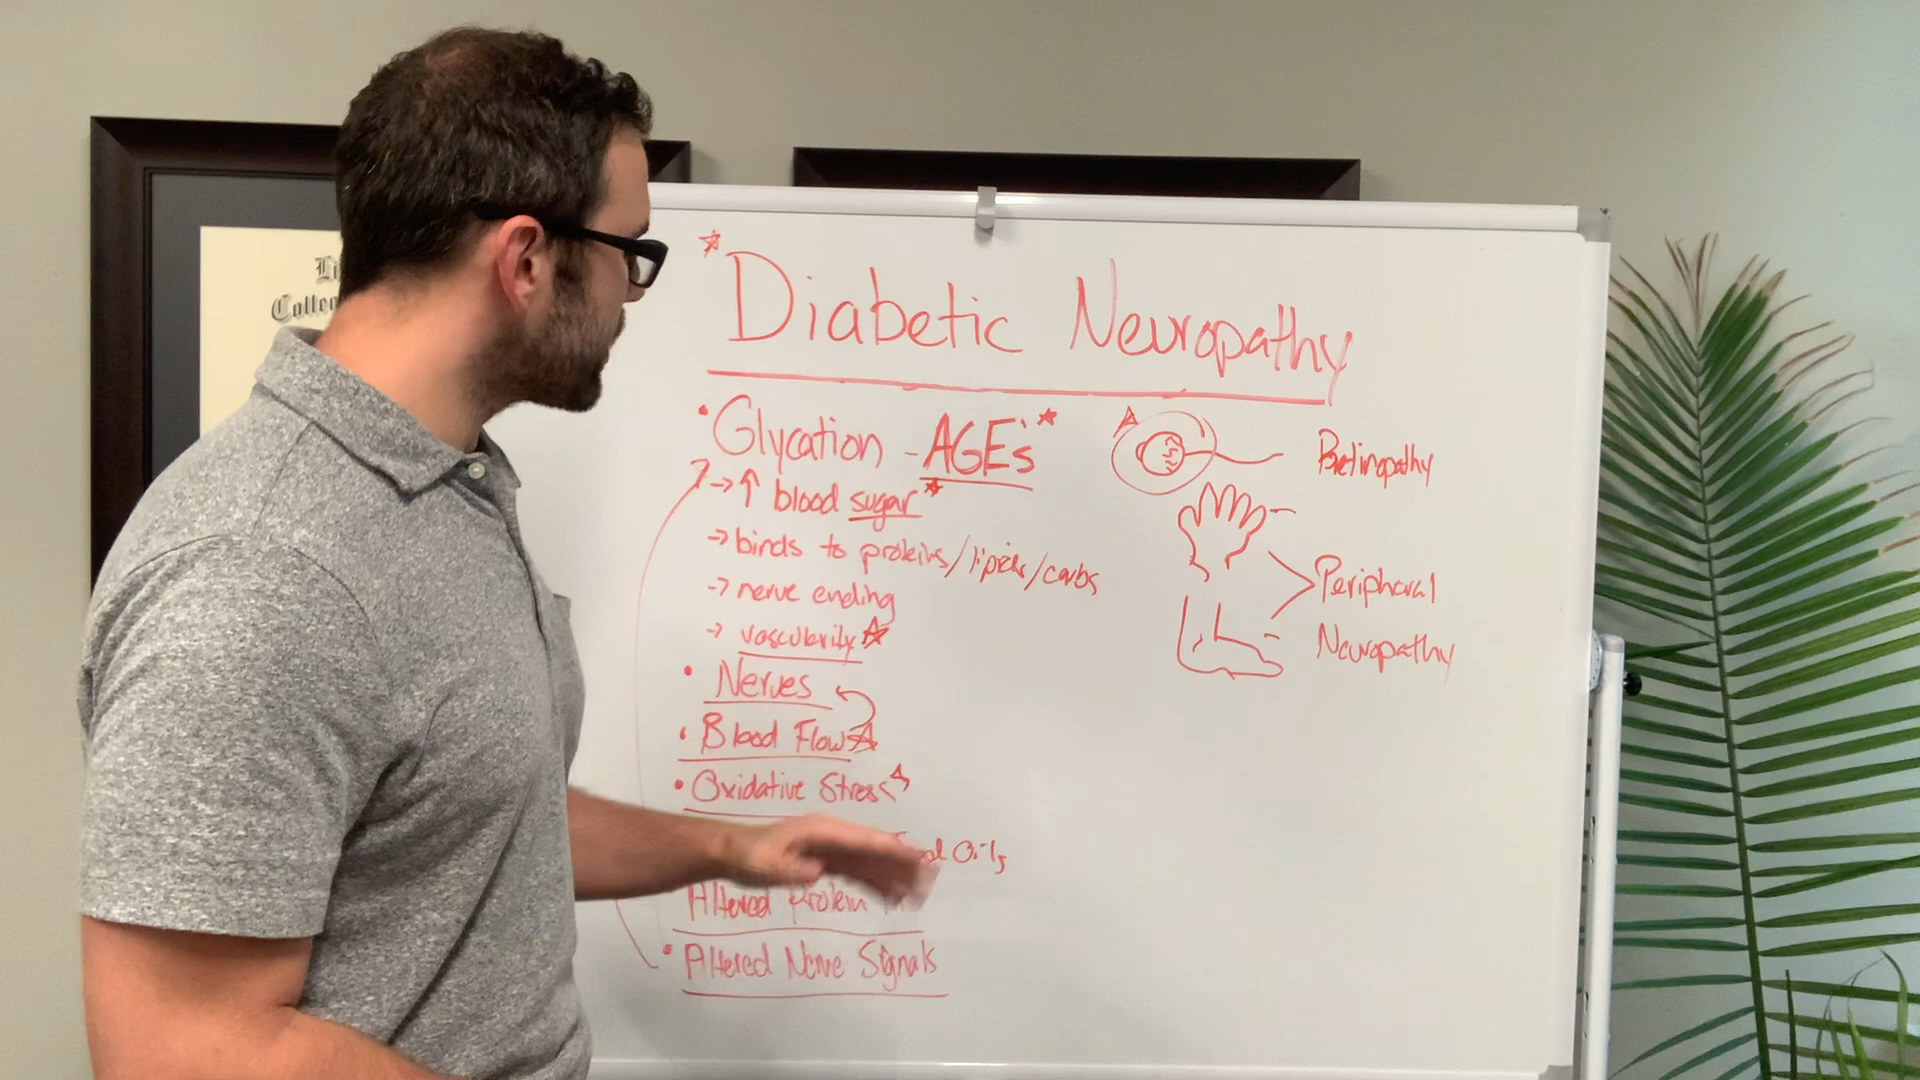 Diabetic Neuropathy
• Glycation - AGE's
→ ↑ blood sugar
→ binds to proteins/lipids/carbs
→ nerve ending
→ vascularity
• Nerves
• Blood Flow
• Oxidative Stress
Oils
Altered Protein
• Altered Nerve Signals
Retinopathy
Peripheral
Neuropathy